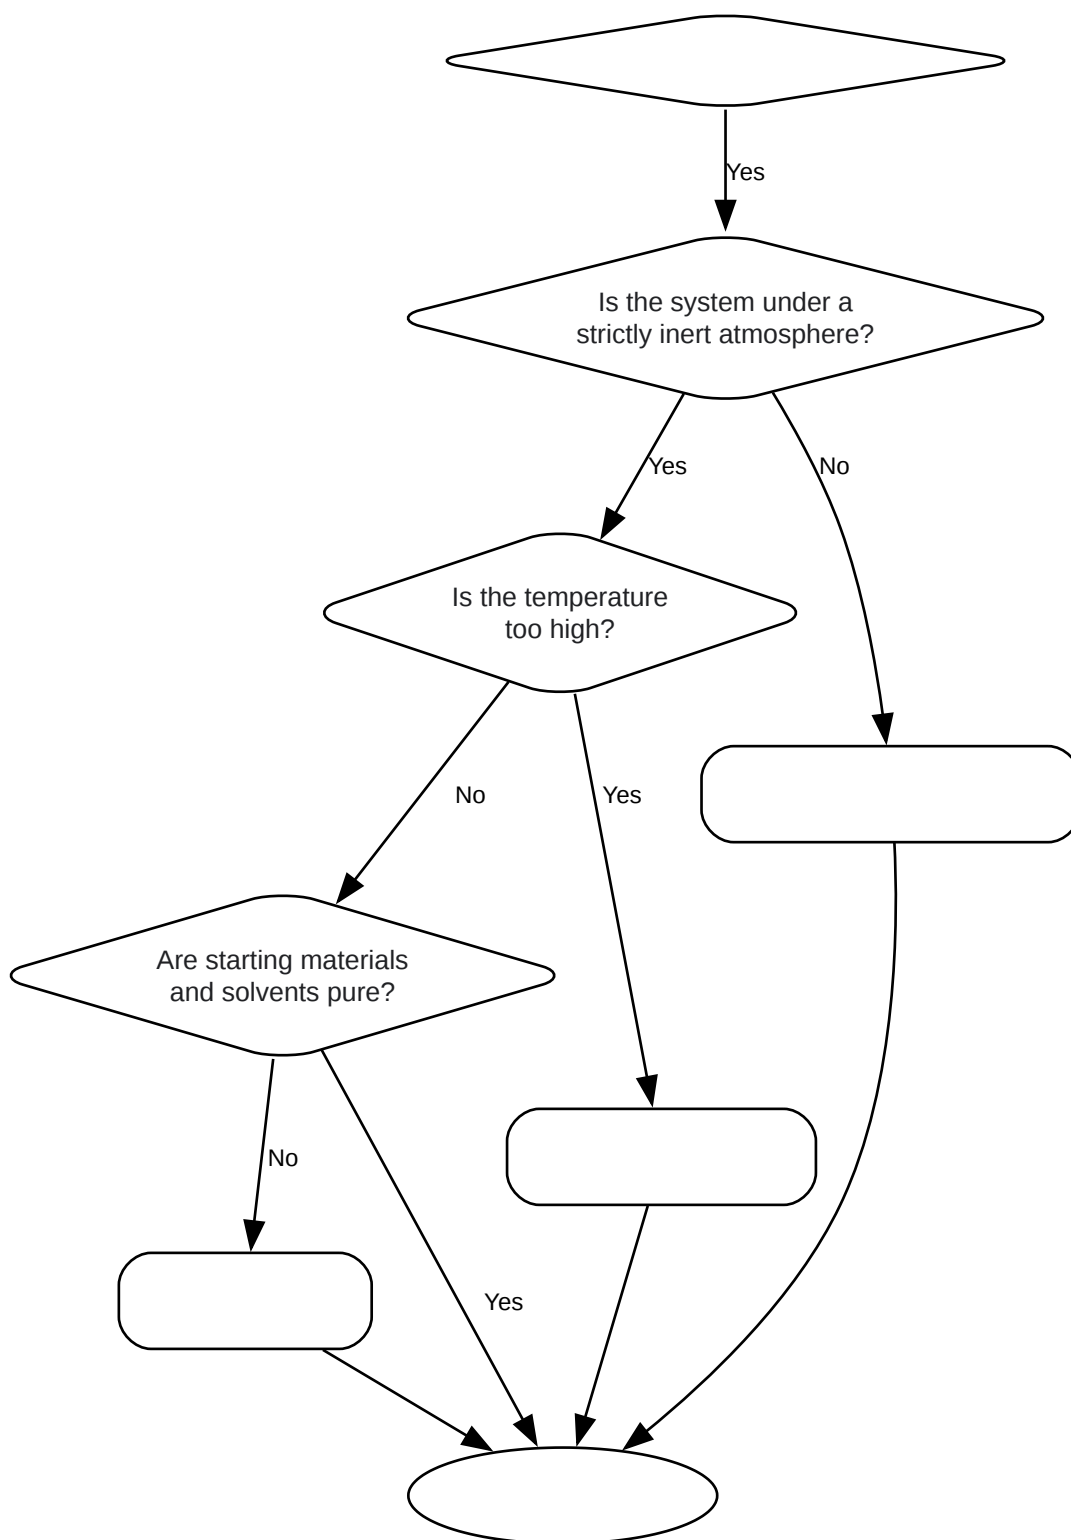 Yes
Is the system under a
strictly inert atmosphere?
Yes
No
Is the temperature
too high?
No
Yes
Are starting materials
and solvents pure?
No
Yes